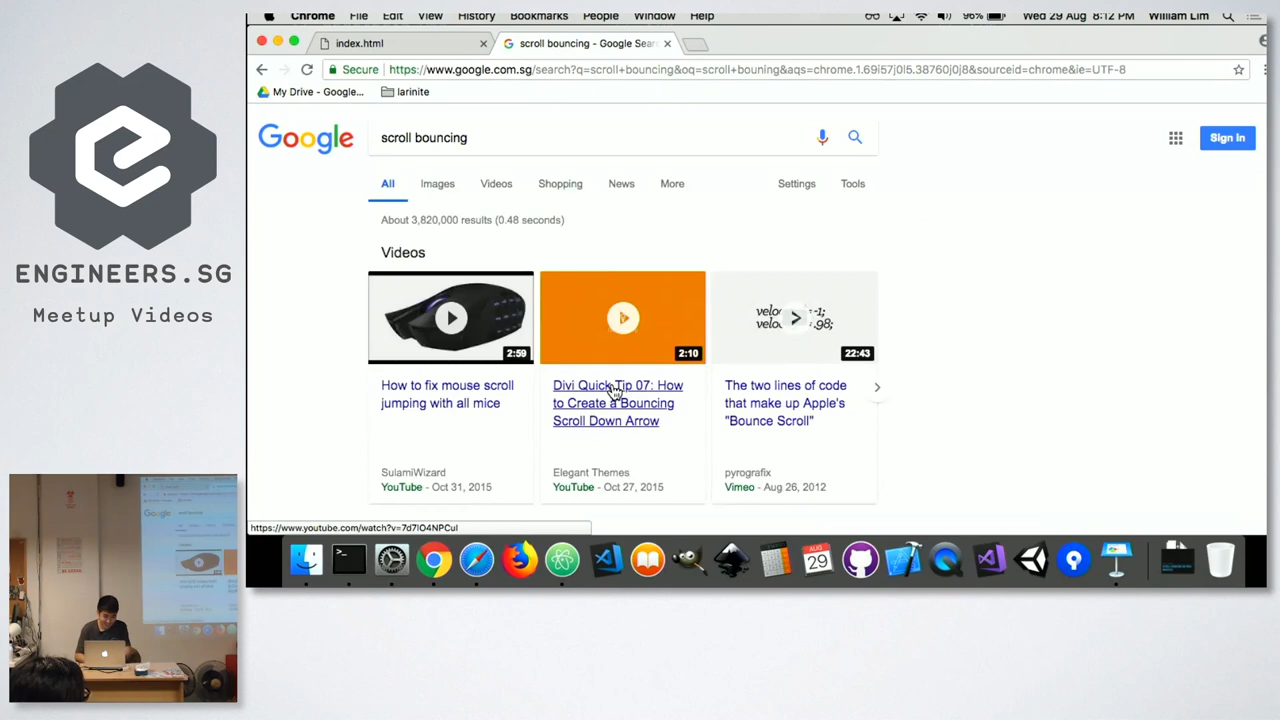 Chrome File Edit View History Bookmarks People Window Help 96% Wed 29 Aug 8:12 PM William Lim
index.html
scroll bouncing - Google Sear
Secure https://www.google.com.sg/search?q=scroll+bouncing&oq=scroll+bouning&aqs=chrome.1.69i57j0l5.38760j0j8&sourceid=chrome&ie=UTF-8
My Drive - Google... larinite
Google scroll bouncing Sign In
All Images Videos Shopping News More Settings Tools
About 3,820,000 results (0.48 seconds)
Videos
2:59
How to fix mouse scroll
jumping with all mice
SulamiWizard
YouTube - Oct 31, 2015
2:10
Divi Quick Tip 07: How
to Create a Bouncing
Scroll Down Arrow
Elegant Themes
YouTube - Oct 27, 2015
22:43
The two lines of code
that make up Apple's
"Bounce Scroll"
pyrografix
Vimeo - Aug 26, 2012
https://www.youtube.com/watch?v=7d7lO4NPCuI
AUG
29
ENGINEERS.SG
Meetup Videos